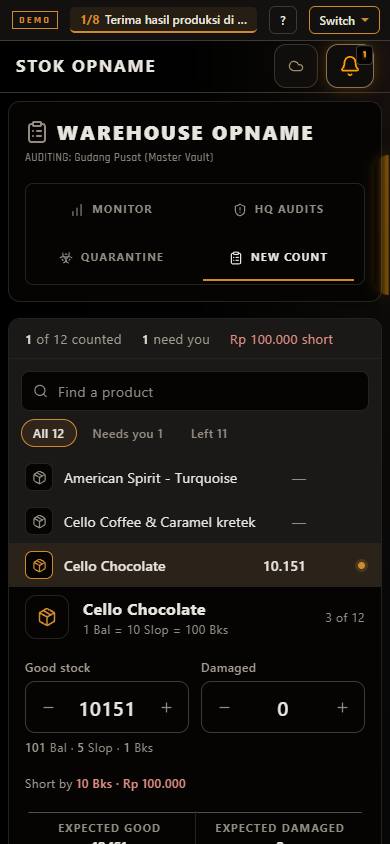 DEMO
1/8 Terima hasil produksi di ...
?
Switch
STOK OPNAME
1
WAREHOUSE OPNAME
AUDITING: Gudang Pusat (Master Vault)
MONITOR
HQ AUDITS
QUARANTINE
NEW COUNT
1 of 12 counted 1 need you Rp 100.000 short
Find a product
All 12 Needs you 1 Left 11
American Spirit - Turquoise —
Cello Coffee & Caramel kretek —
Cello Chocolate 10.151
Cello Chocolate
3 of 12
1 Bal = 10 Slop = 100 Bks
Good stock Damaged
− 10151 + − 0 +
101 Bal · 5 Slop · 1 Bks
Short by 10 Bks · Rp 100.000
EXPECTED GOOD EXPECTED DAMAGED